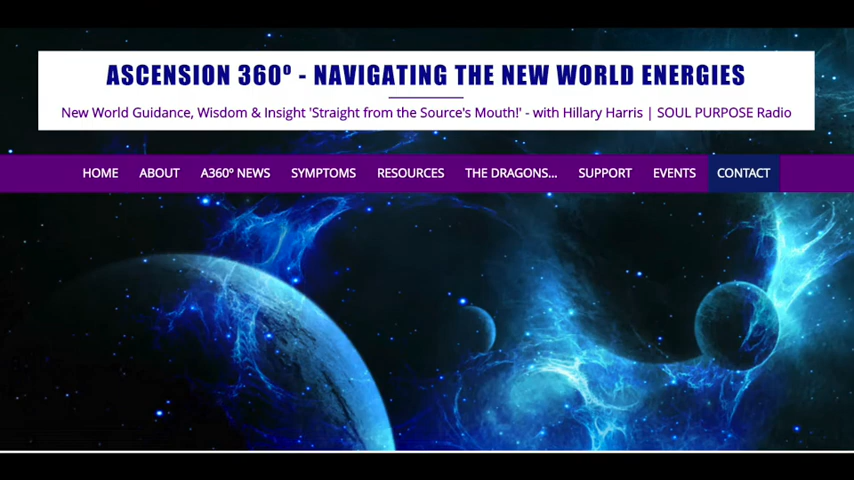 ASCENSION 360º - NAVIGATING THE NEW WORLD ENERGIES
New World Guidance, Wisdom & Insight 'Straight from the Source's Mouth!' - with Hillary Harris | SOUL PURPOSE Radio
HOME ABOUT A360º NEWS SYMPTOMS RESOURCES THE DRAGONS... SUPPORT EVENTS CONTACT